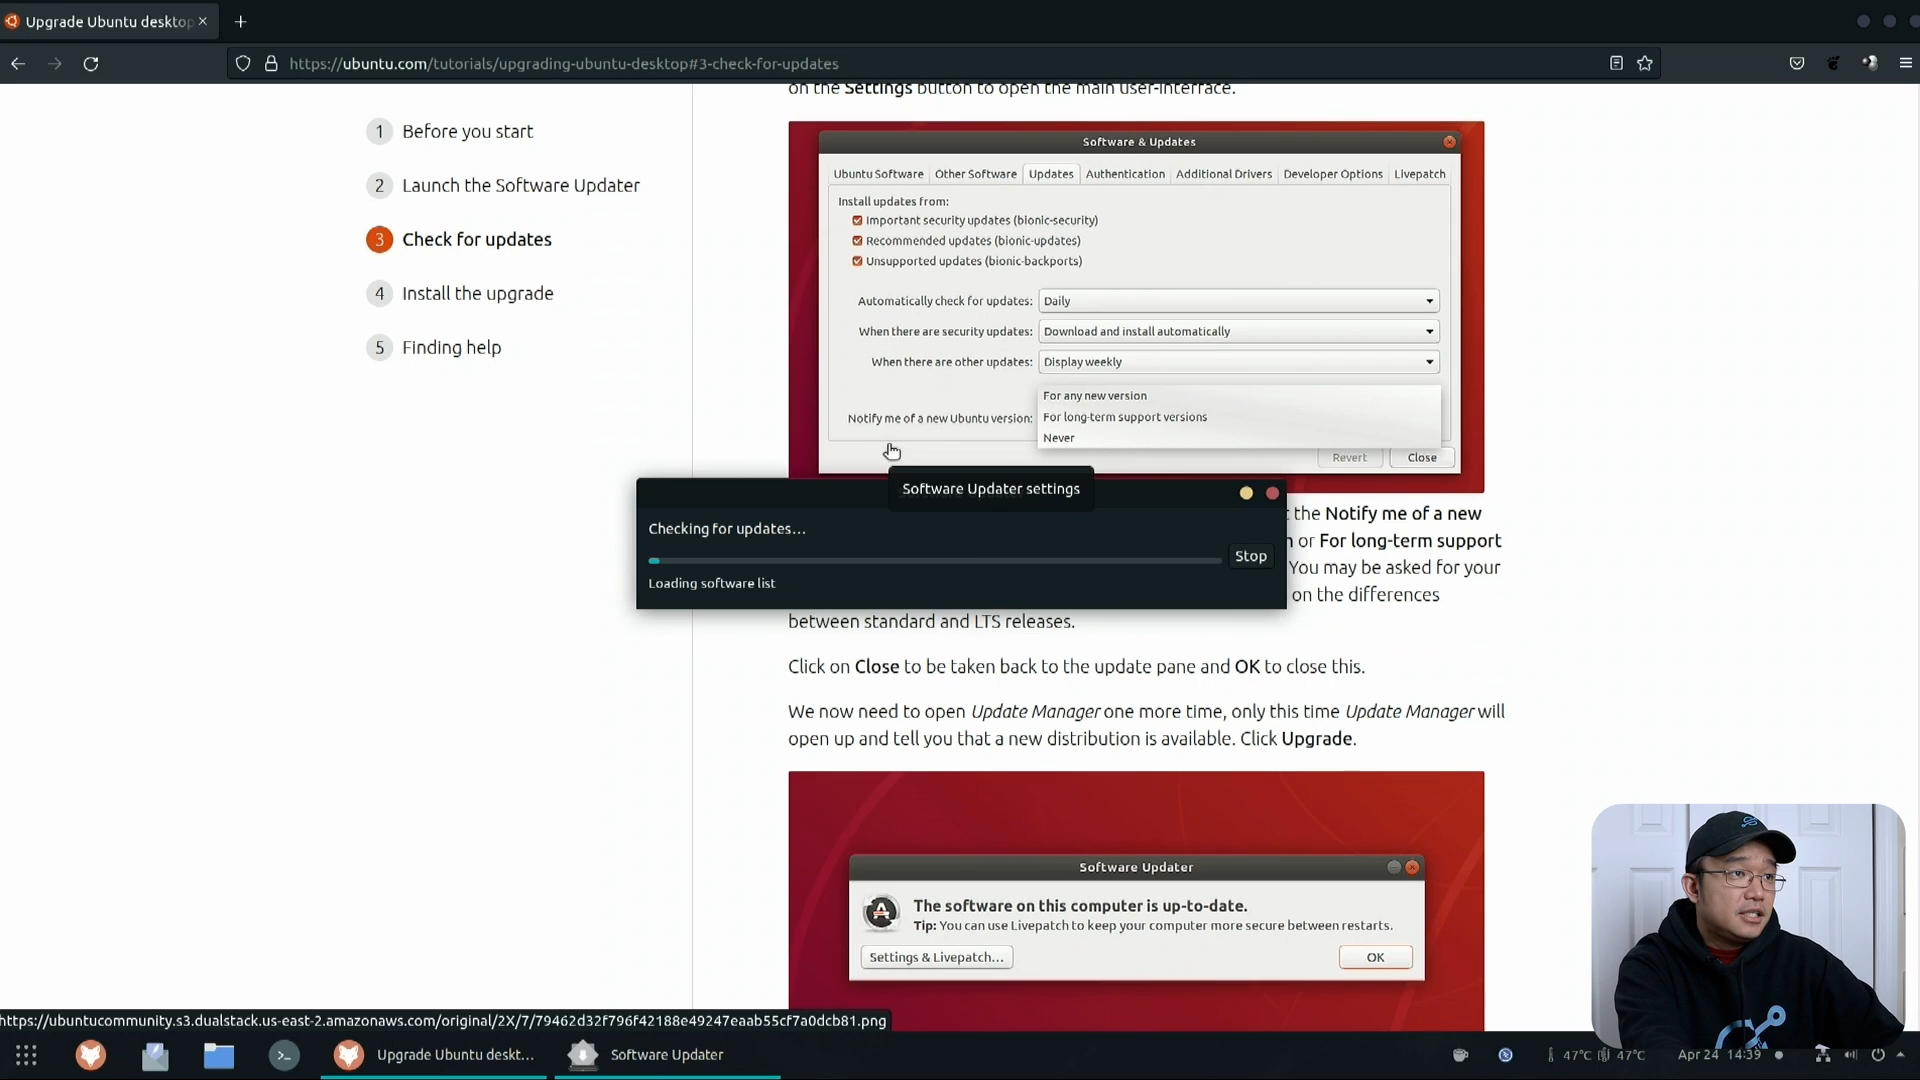 Upgrade Ubuntu desktop
https://ubuntu.com/tutorials/upgrading-ubuntu-desktop#3-check-for-updates
1 Before you start
2 Launch the Software Updater
3 Check for updates
4 Install the upgrade
5 Finding help
on the Settings button to open the main user-interface.
Software & Updates
Ubuntu Software Other Software Updates Authentication Additional Drivers Developer Options Livepatch
Install updates from:
Important security updates (bionic-security)
Recommended updates (bionic-updates)
Unsupported updates (bionic-backports)
Automatically check for updates: Daily
When there are security updates: Download and install automatically
When there are other updates: Display weekly
For any new version
Notify me of a new Ubuntu version: For long-term support versions
Never
Revert Close
Software Updater settings
Checking for updates...
Stop
Loading software list
the Notify me of a new
or For long-term support
You may be asked for your
on the differences
between standard and LTS releases.
Click on Close to be taken back to the update pane and OK to close this.
We now need to open Update Manager one more time, only this time Update Manager will
open up and tell you that a new distribution is available. Click Upgrade.
Software Updater
The software on this computer is up-to-date.
Tip: You can use Livepatch to keep your computer more secure between restarts.
Settings & Livepatch... OK
https://ubuntucommunity.s3.dualstack.us-east-2.amazonaws.com/original/2X/7/79462d32f796f42188e49247eaab55cf7a0dcb81.png
Upgrade Ubuntu deskt... Software Updater 47°C 47°C Apr 24 14:39